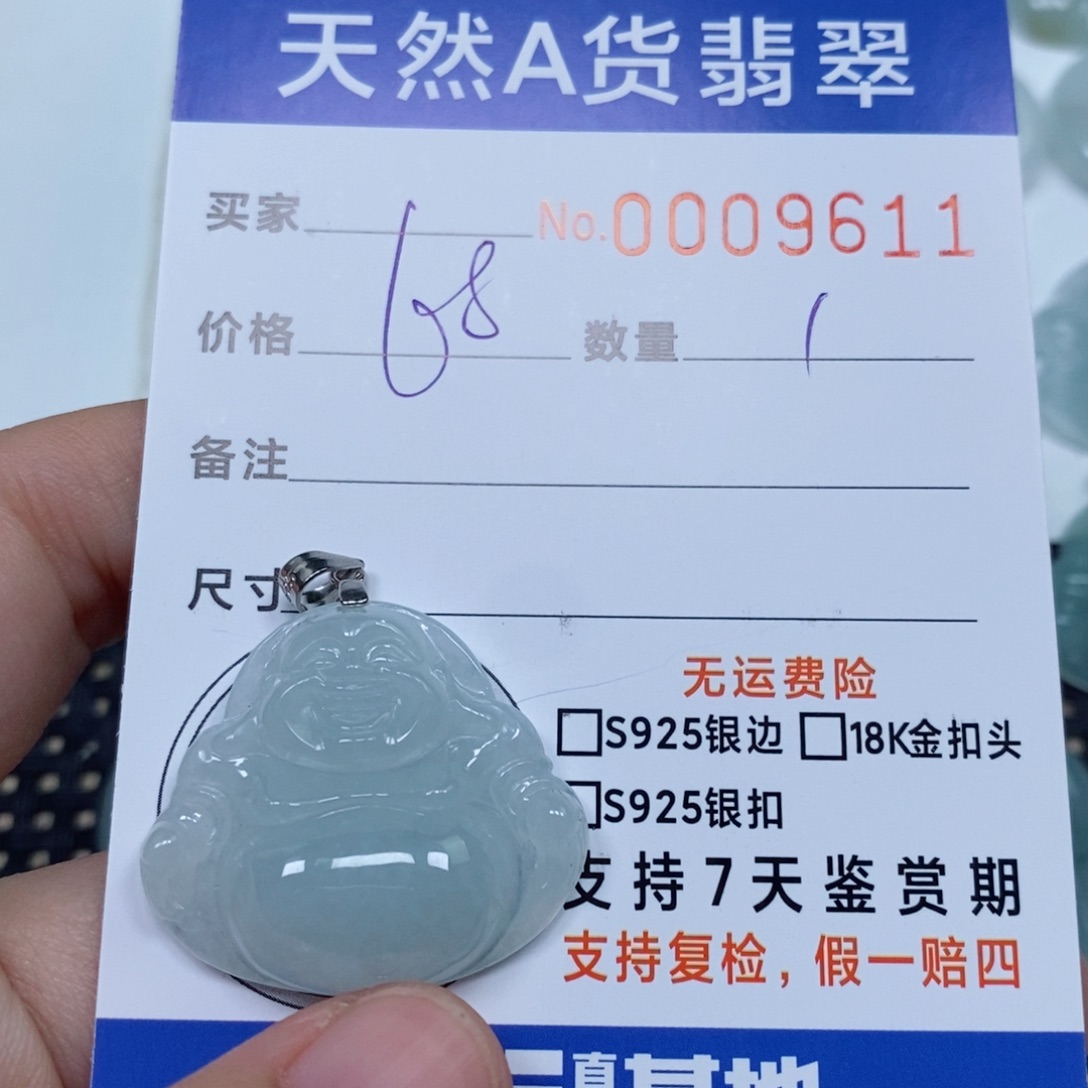 天然A货翡翠
买家 No.0009611
价格 68 数量 1
备注
尺寸
无运费险
□S925银边 □18K金扣头
□S925银扣
支持7天鉴赏期
支持复检，假一赔四
直 基地